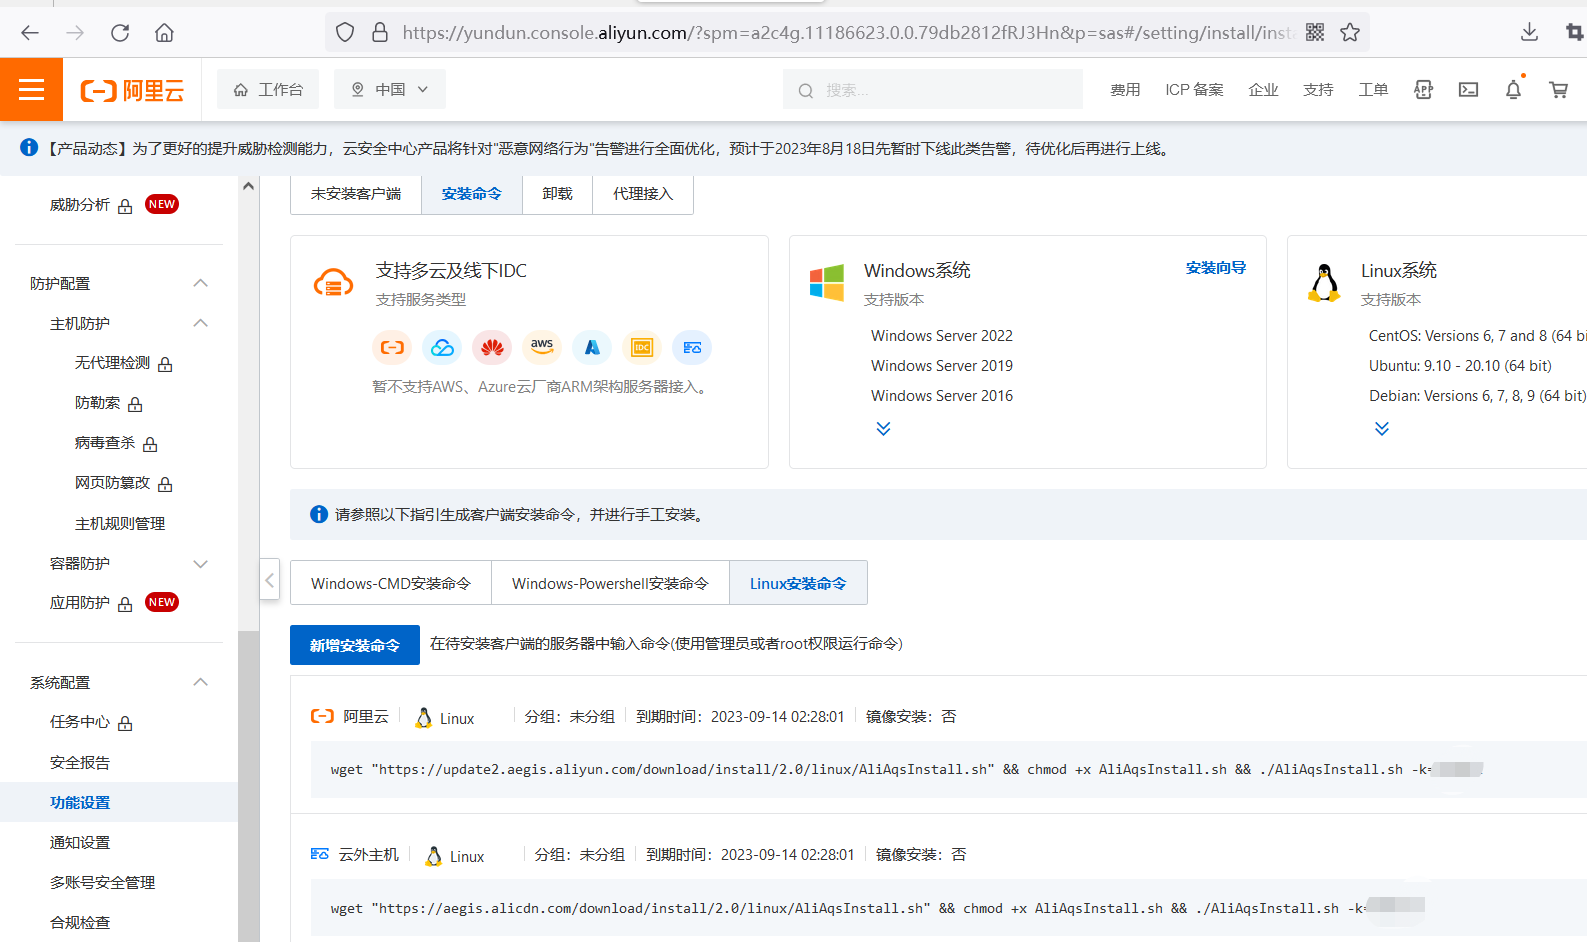 https://yundun.console.aliyun.com/?spm=a2c4g.11186623.0.0.79db2812fRJ3Hn&p=sas#/setting/install/inst
阿里云
工作台
中国
搜索...
费用
ICP 备案
企业
支持
工单
APP
【产品动态】为了更好的提升威胁检测能力，云安全中心产品将针对"恶意网络行为"告警进行全面优化，预计于2023年8月18日先暂时下线此类告警，待优化后再进行上线。
威胁分析 NEW
防护配置
主机防护
无代理检测
防勒索
病毒查杀
网页防篡改
主机规则管理
容器防护
应用防护 NEW
系统配置
任务中心
安全报告
功能设置
通知设置
多账号安全管理
合规检查
未安装客户端
安装命令
卸载
代理接入
支持多云及线下IDC
支持服务类型
aws
IDC
暂不支持AWS、Azure云厂商ARM架构服务器接入。
Windows系统
安装向导
支持版本
Windows Server 2022
Windows Server 2019
Windows Server 2016
Linux系统
支持版本
CentOS: Versions 6, 7 and 8 (64 bi
Ubuntu: 9.10 - 20.10 (64 bit)
Debian: Versions 6, 7, 8, 9 (64 bit)
请参照以下指引生成客户端安装命令，并进行手工安装。
Windows-CMD安装命令
Windows-Powershell安装命令
Linux安装命令
新增安装命令 在待安装客户端的服务器中输入命令(使用管理员或者root权限运行命令)
阿里云 Linux 分组：未分组 到期时间：2023-09-14 02:28:01 镜像安装：否
wget "https://update2.aegis.aliyun.com/download/install/2.0/linux/AliAqsInstall.sh" && chmod +x AliAqsInstall.sh && ./AliAqsInstall.sh -k=
云外主机 Linux 分组：未分组 到期时间：2023-09-14 02:28:01 镜像安装：否
wget "https://aegis.alicdn.com/download/install/2.0/linux/AliAqsInstall.sh" && chmod +x AliAqsInstall.sh && ./AliAqsInstall.sh -k=